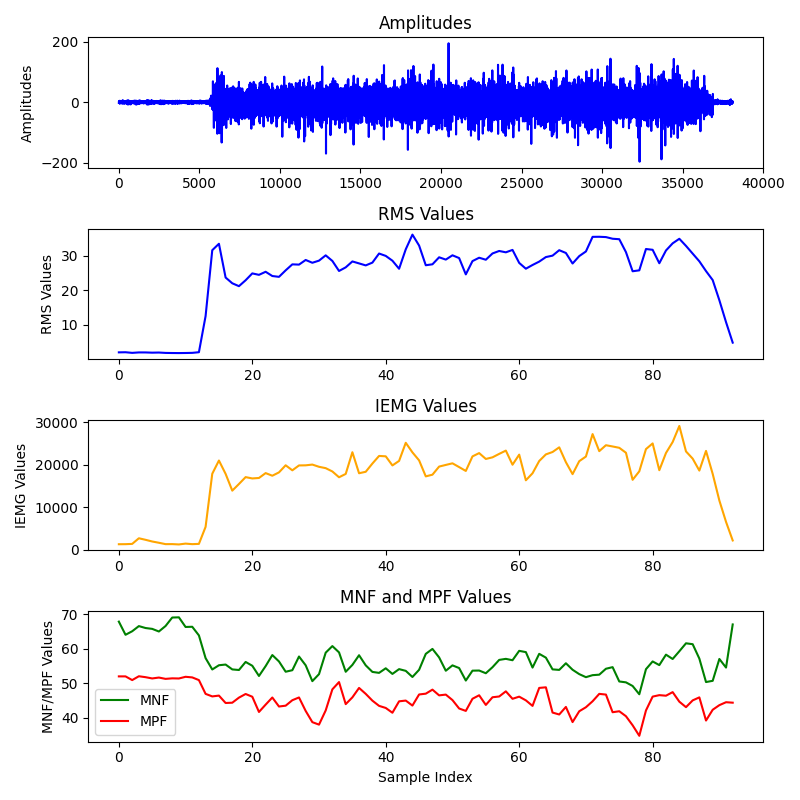 Amplitudes
Amplitudes
200
0
−200
0 5000 10000 15000 20000 25000 30000 35000 40000
RMS Values
RMS Values
30
20
10
0 20 40 60 80
IEMG Values
IEMG Values
30000
20000
10000
0
0 20 40 60 80
MNF and MPF Values
MNF/MPF Values
70
60
50
40
MNF
MPF
0 20 40 60 80
Sample Index